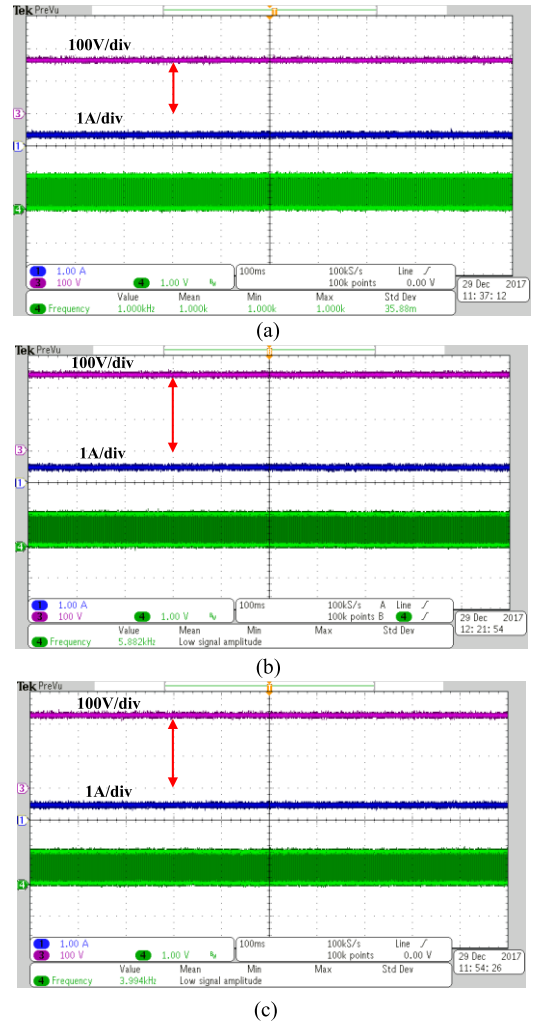 Tek PreVu
100V/div
3
1A/div
1
4
1 1.00 A
3 100 V 4 1.00 V
100ms 100kS/s Line
100k points 0.00 V
Value Mean Min Max Std Dev
4 Frequency 1.000kHz 1.000k 1.000k 1.000k 35.88m
29 Dec 2017
11:37:12
(a)
Tek PreVu
100V/div
3
1A/div
1
4
1 1.00 A
3 100 V 4 1.00 V
100ms 100kS/s A Line
100k points B 4
Value Mean Min Max Std Dev
4 Frequency 5.882kHz Low signal amplitude
29 Dec 2017
12:21:54
(b)
Tek PreVu
100V/div
3
1A/div
1
4
1 1.00 A
3 100 V 4 1.00 V
100ms 100kS/s Line
100k points 0.00 V
Value Mean Min Max Std Dev
4 Frequency 3.994kHz Low signal amplitude
29 Dec 2017
11:54:26
(c)